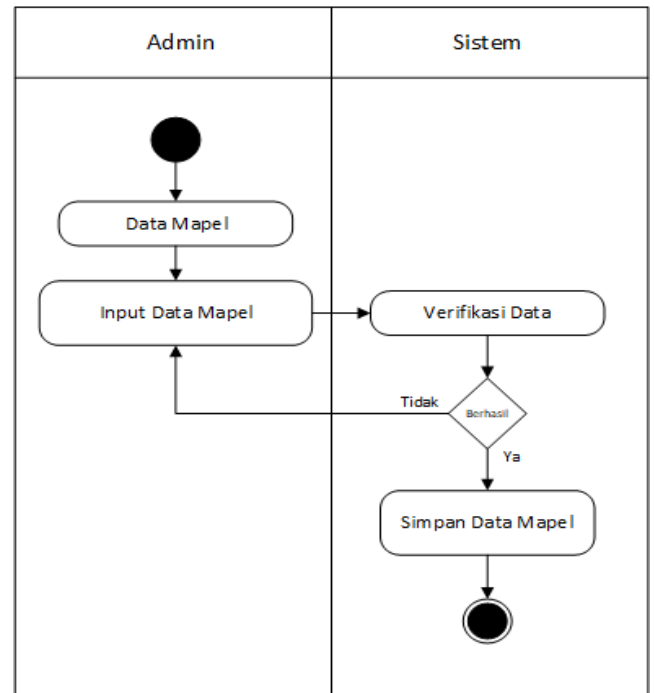 Admin
Sistem
Data Mapel
Input Data Mapel
Verifikasi Data
Tidak
Berhasil
Ya
Simpan Data Mapel